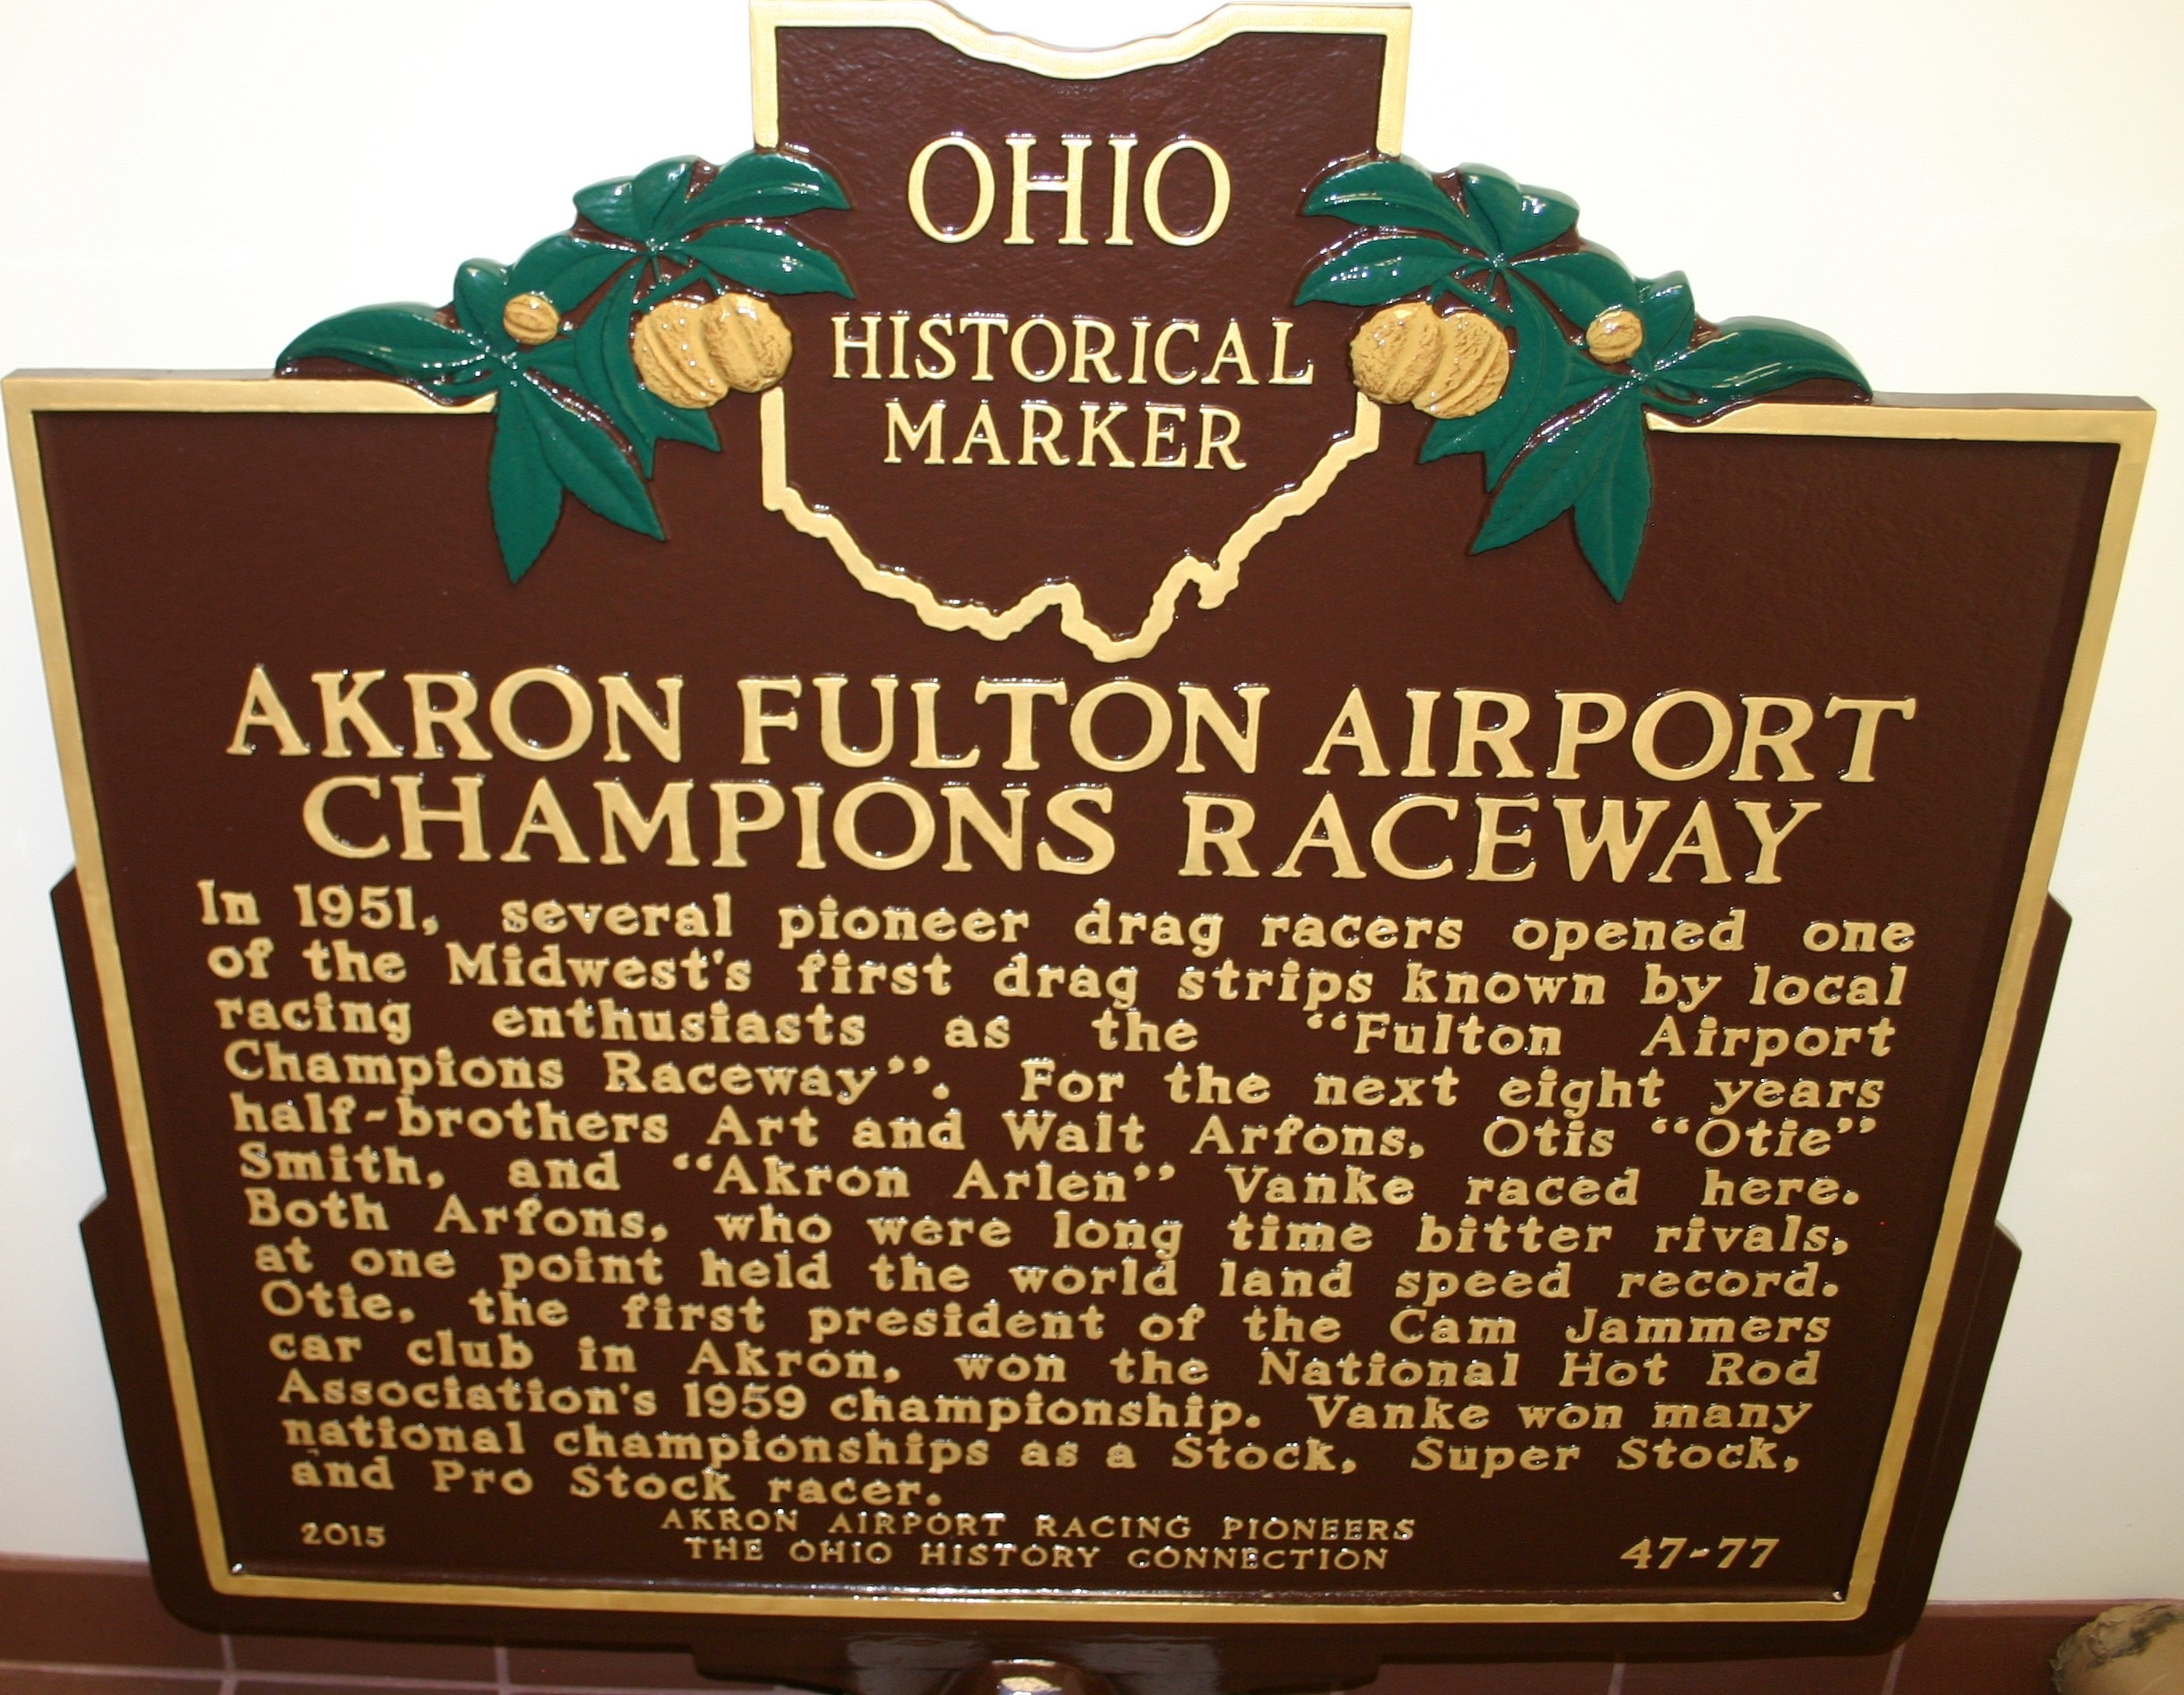 OHIO
HISTORICAL
MARKER
AKRON FULTON AIRPORT
CHAMPIONS RACEWAY
In 1951, several pioneer drag racers opened one
of the Midwest's first drag strips known by local
racing enthusiasts as the “Fulton Airport
Champions Raceway”. For the next eight years
half-brothers Art and Walt Arfons, Otis “Otie”
Smith, and “Akron Arlen” Vanke raced here.
Both Arfons, who were long time bitter rivals,
at one point held the world land speed record.
Otie, the first president of the Cam Jammers
car club in Akron, won the National Hot Rod
Association's 1959 championship. Vanke won many
national championships as a Stock, Super Stock,
and Pro Stock racer.
AKRON AIRPORT RACING PIONEERS
THE OHIO HISTORY CONNECTION
2015
47-77